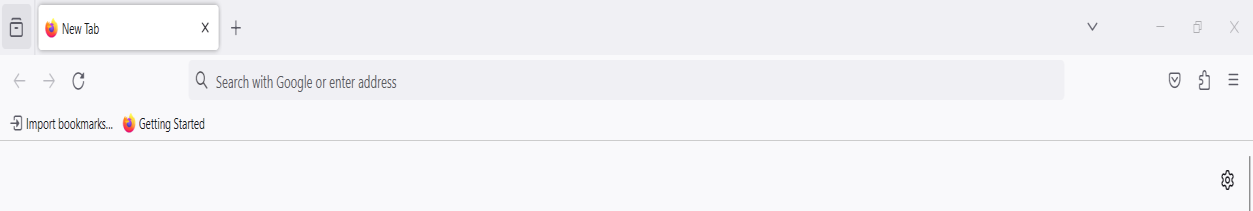 New Tab
Search with Google or enter address
Import bookmarks... Getting Started